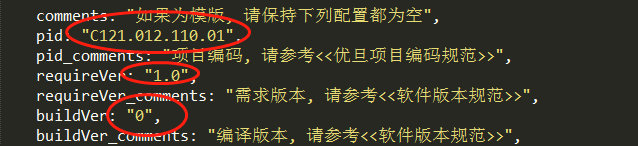 comments: "如果为模版, 请保持下列配置都为空",
pid: "C121.012.110.01",
pid_comments: "项目编码, 请参考<<优旦项目编码规范>>",
requireVer: "1.0",
requireVer_comments: "需求版本, 请参考<<软件版本规范>>",
buildVer: "0",
buildVer_comments: "编译版本, 请参考<<软件版本规范>>",